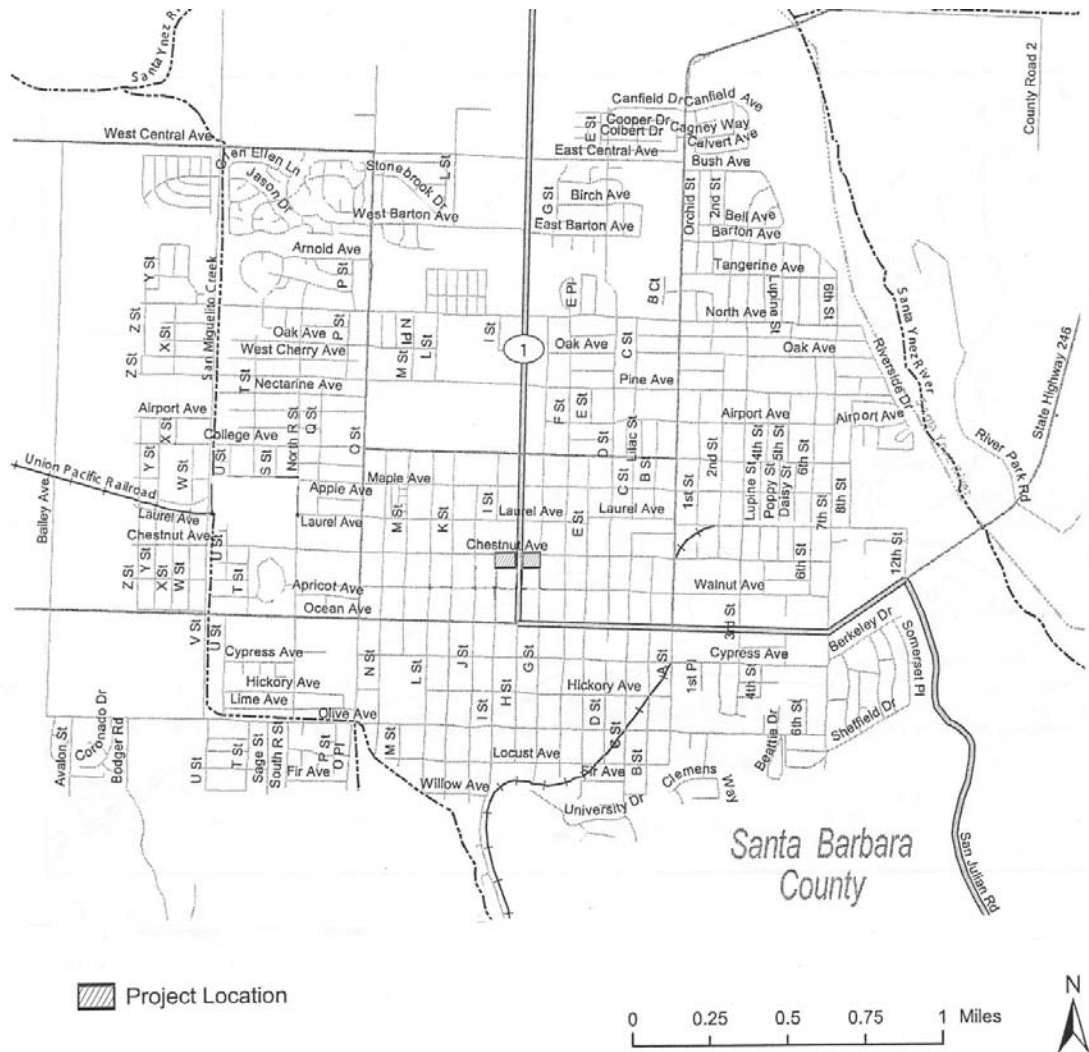 Santa Ynez R
County Road 2
Canfield Dr
Canfield Ave
Cooper Dr
Cagney Way
Colbert Dr
E St
Calvert Ave
West Central Ave
East Central Ave
Glen Ellen Ln
Stonebrook Dr
L St
Bush Ave
Jason Dr
Birch Ave
G St
Orchid St
2nd St
West Barton Ave
East Barton Ave
Bell Ave
Barton Ave
Arnold Ave
Y St
P St
San Miguelito Creek
Tangerine Ave
E Pl
B Ct
Lupine St
6th St
Santa Ynez River
State Highway 246
Z St
X St
North Ave
Oak Ave
P St
N Pl
L St
I St
1
Oak Ave
C St
Oak Ave
West Cherry Ave
M St
Z St
T St
Nectarine Ave
Pine Ave
Riverside Dr
Airport Ave
X St
Q St
North R St
F St
E St
Airport Ave
Airport Ave
Santa Ynez River
College Ave
O St
D St
Lilac St
2nd St
4th St
5th St
6th St
River Park Rd
Y St
W St
U St
S St
Union Pacific Railroad
Maple Ave
C St
B St
1st St
Lupine St
Poppy St
Daisy St
7th St
8th St
Apple Ave
Bailey Ave
Laurel Ave
Laurel Ave
M St
K St
I St
Laurel Ave
E St
Laurel Ave
Chestnut Ave
U St
Chestnut Ave
6th St
12th St
Z St
Y St
X St
W St
T St
Apricot Ave
Walnut Ave
Ocean Ave
3rd St
Berkeley Dr
Somerset Pl
V St
U St
Cypress Ave
N St
L St
J St
G St
A St
Cypress Ave
Hickory Ave
Hickory Ave
1st Pl
4th St
Lime Ave
I St
H St
D St
C St
6th St
Sheffield Dr
Olive Ave
Avalon St
Coronado Dr
Bodger Rd
U St
T St
Sage St
South R St
P St
O Pl
M St
Locust Ave
B St
Beattie Dr
Fir Ave
Fir Ave
Willow Ave
University Dr
Clemens Way
San Julian Rd
Santa Barbara
County
Project Location
N
0 0.25 0.5 0.75 1 Miles